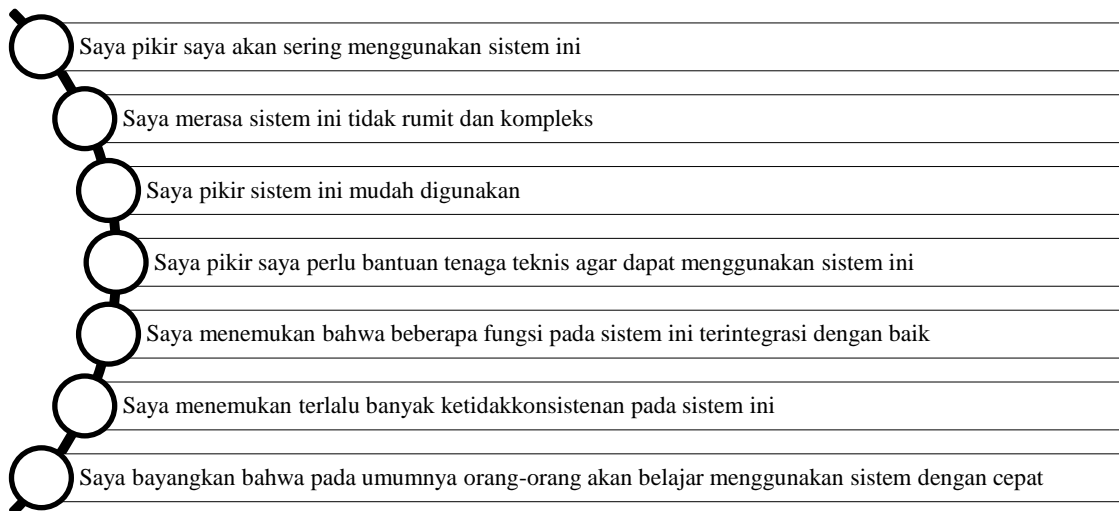 Saya pikir saya akan sering menggunakan sistem ini
Saya merasa sistem ini tidak rumit dan kompleks
Saya pikir sistem ini mudah digunakan
Saya pikir saya perlu bantuan tenaga teknis agar dapat menggunakan sistem ini
Saya menemukan bahwa beberapa fungsi pada sistem ini terintegrasi dengan baik
Saya menemukan terlalu banyak ketidakkonsistenan pada sistem ini
Saya bayangkan bahwa pada umumnya orang-orang akan belajar menggunakan sistem dengan cepat